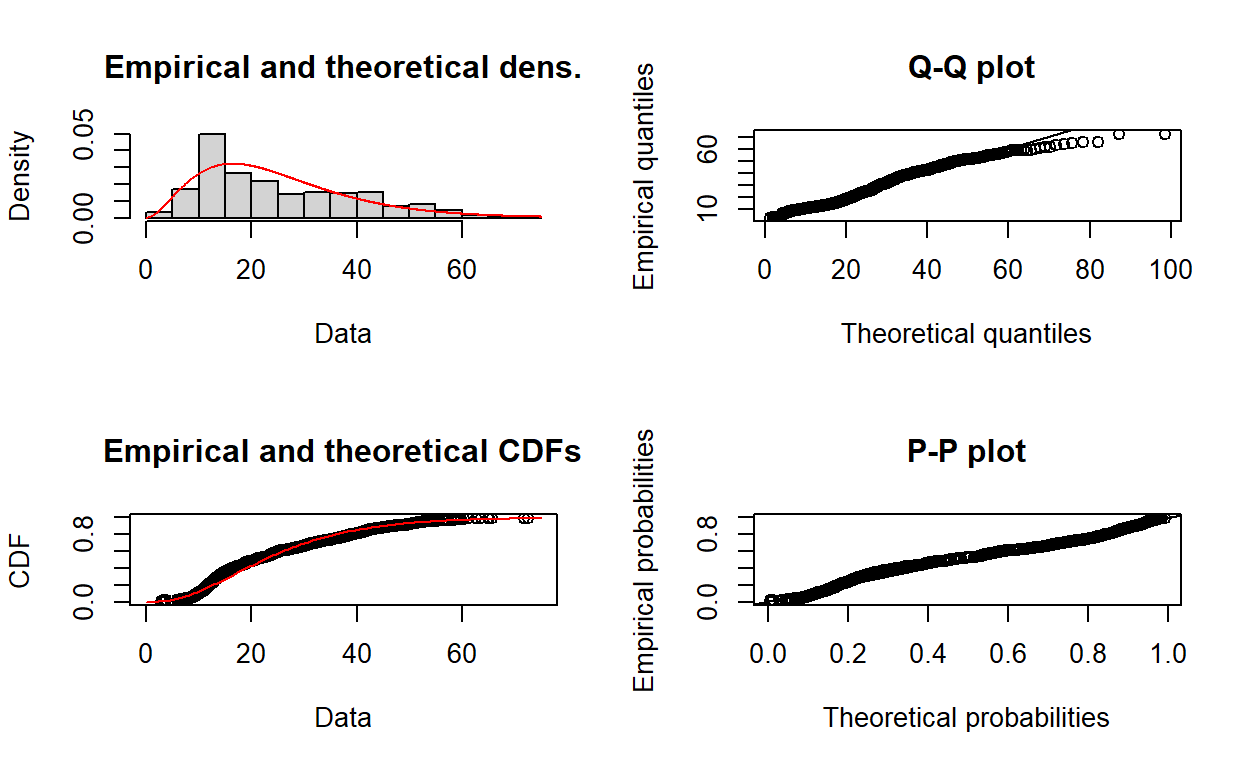 Empirical and theoretical dens.
Density
0.00 0.05
0 20 40 60
Data
Q-Q plot
Empirical quantiles
10 60
0 20 40 60 80 100
Theoretical quantiles
Empirical and theoretical CDFs
CDF
0.0 0.8
0 20 40 60
Data
P-P plot
Empirical probabilities
0.0 0.8
0.0 0.2 0.4 0.6 0.8 1.0
Theoretical probabilities